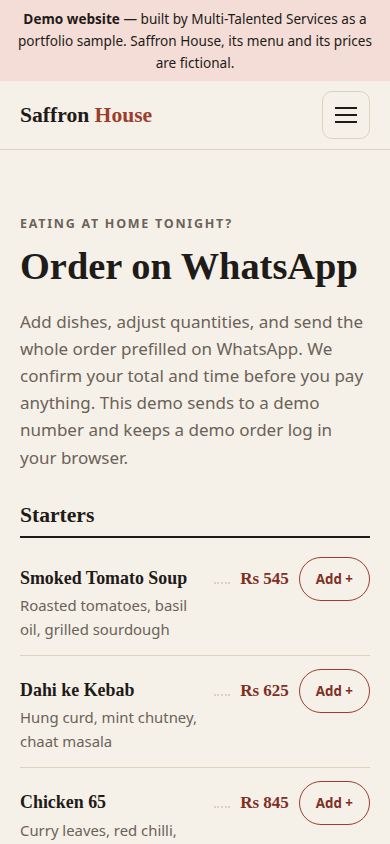 Demo website — built by Multi-Talented Services as a
portfolio sample. Saffron House, its menu and its prices
are fictional.
Saffron House
EATING AT HOME TONIGHT?
Order on WhatsApp
Add dishes, adjust quantities, and send the
whole order prefilled on WhatsApp. We
confirm your total and time before you pay
anything. This demo sends to a demo
number and keeps a demo order log in
your browser.
Starters
Smoked Tomato Soup ..... Rs 545 Add +
Roasted tomatoes, basil
oil, grilled sourdough
Dahi ke Kebab ..... Rs 625 Add +
Hung curd, mint chutney,
chaat masala
Chicken 65 ..... Rs 845 Add +
Curry leaves, red chilli,